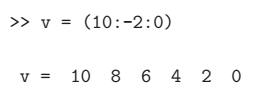 >> v = (10:-2:0)
v = 10 8 6 4 2 0